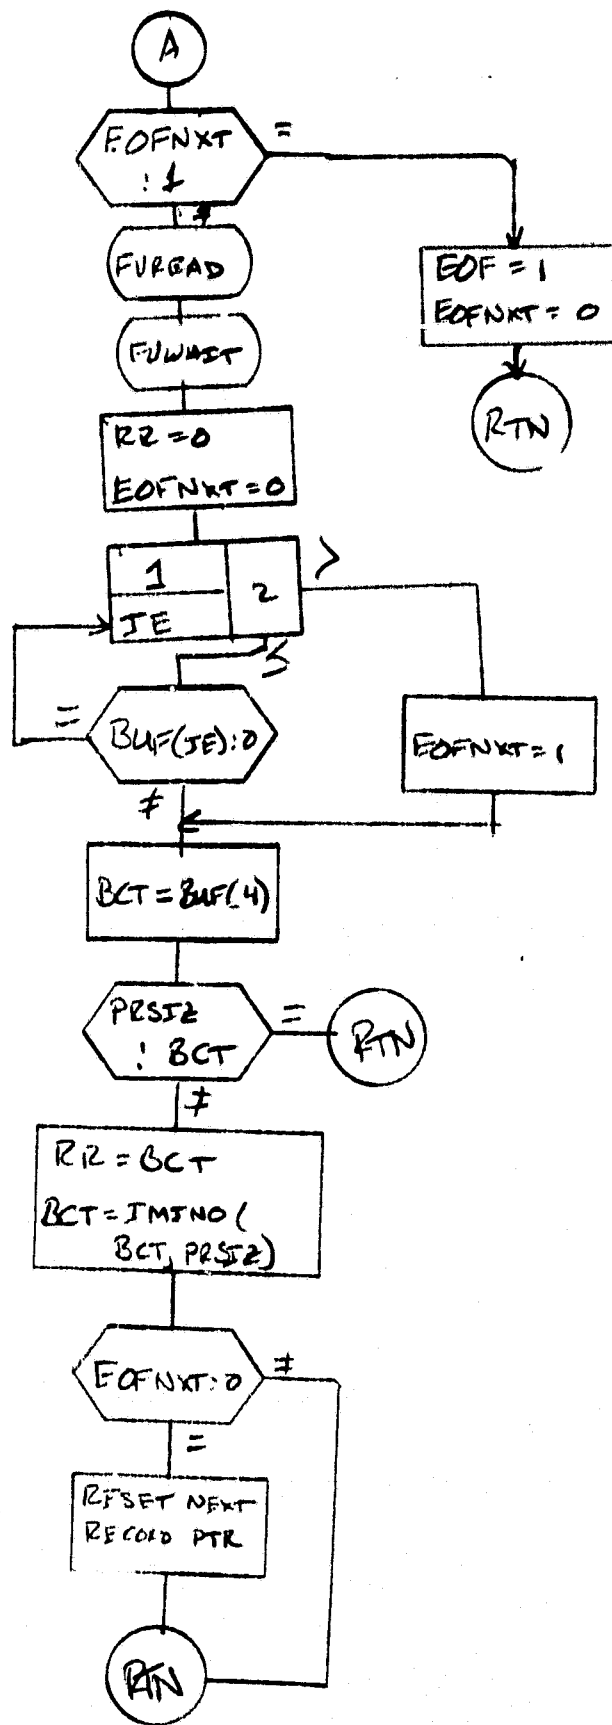 A
EOFNXT
: 1
=
≠
FUREAD
EOF = 1
EOFNXT = 0
FUWAIT
RTN
RR = 0
EOFNXT = 0
1
JE
2
>
≤
=
BUF(JE):0
≠
EOFNXT = 1
BCT = BUF(4)
PRSIZ
: BCT
=
RTN
≠
RR = BCT
BCT = IMINO (
BCT, PRSIZ)
EOFNXT:0
≠
=
RESET NEXT
RECORD PTR
RTN